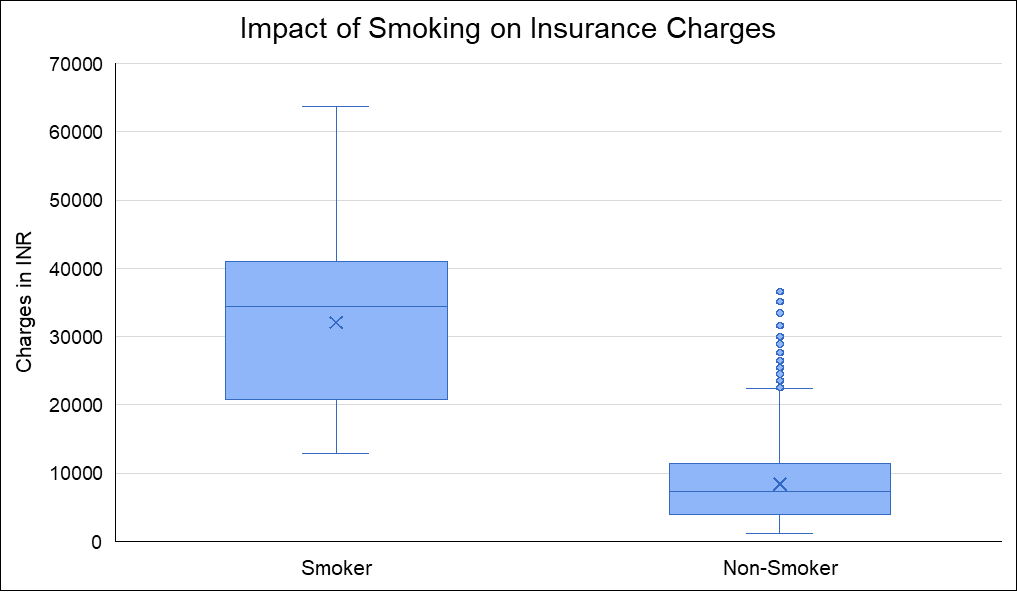 Impact of Smoking on Insurance Charges
Charges in INR
70000
60000
50000
40000
30000
20000
10000
0
Smoker
Non-Smoker